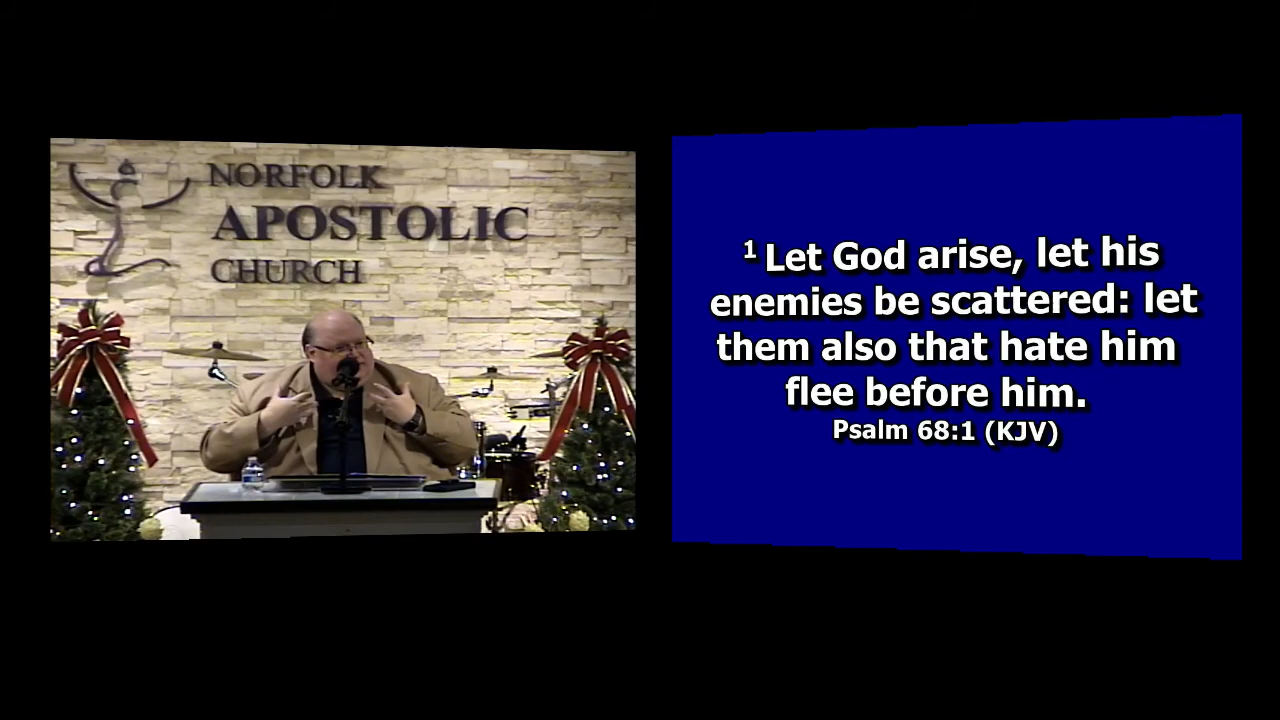 NORFOLK
APOSTOLIC
CHURCH
1 Let God arise, let his
enemies be scattered: let
them also that hate him
flee before him.
Psalm 68:1 (KJV)